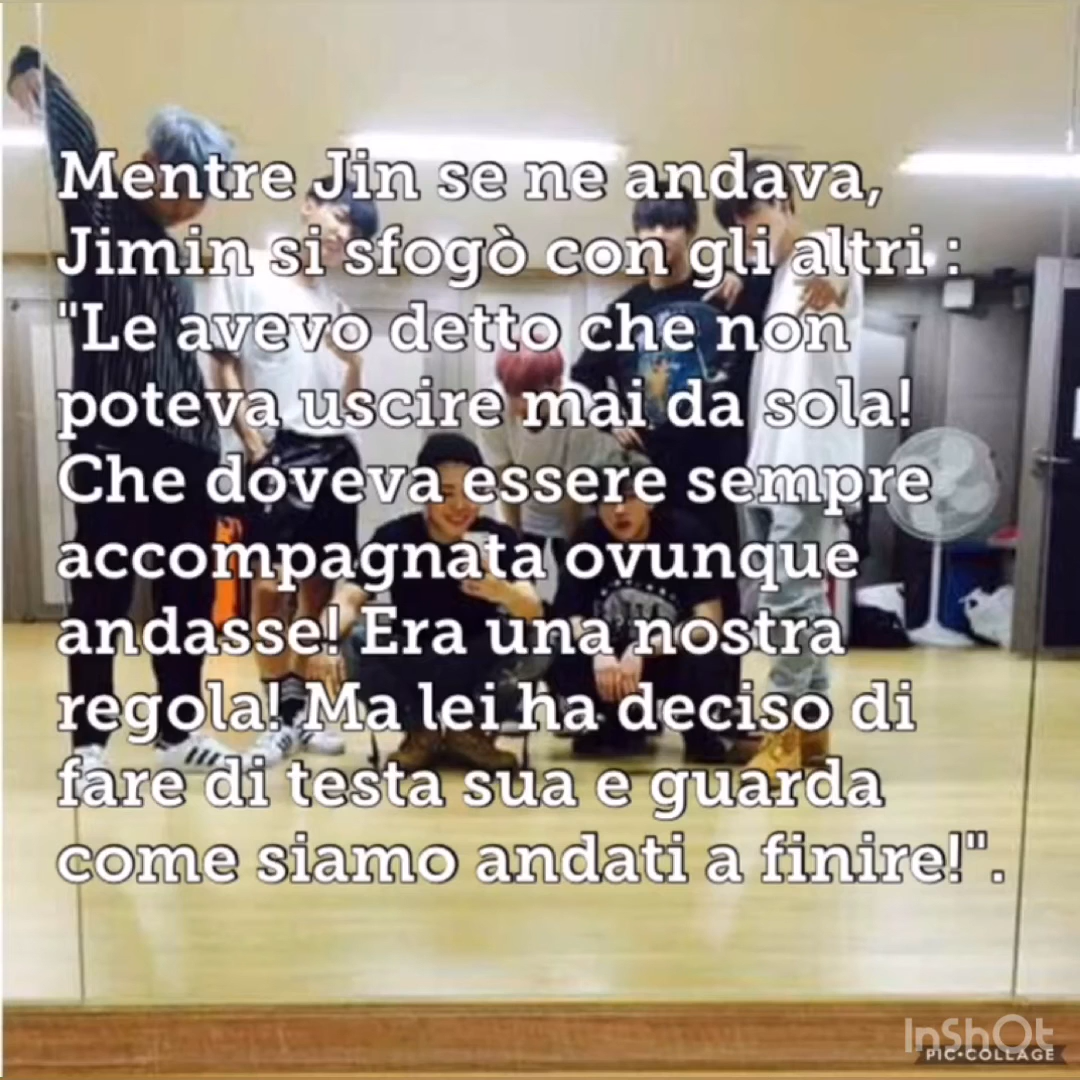 Mentre Jin se ne andava,
Jimin si sfogò con gli altri :
"Le avevo detto che non
poteva uscire mai da sola!
Che doveva essere sempre
accompagnata ovunque
andasse! Era una nostra
regola! Ma lei ha deciso di
fare di testa sua e guarda
come siamo andati a finire!".
InShOt
PIC•COLLAGE